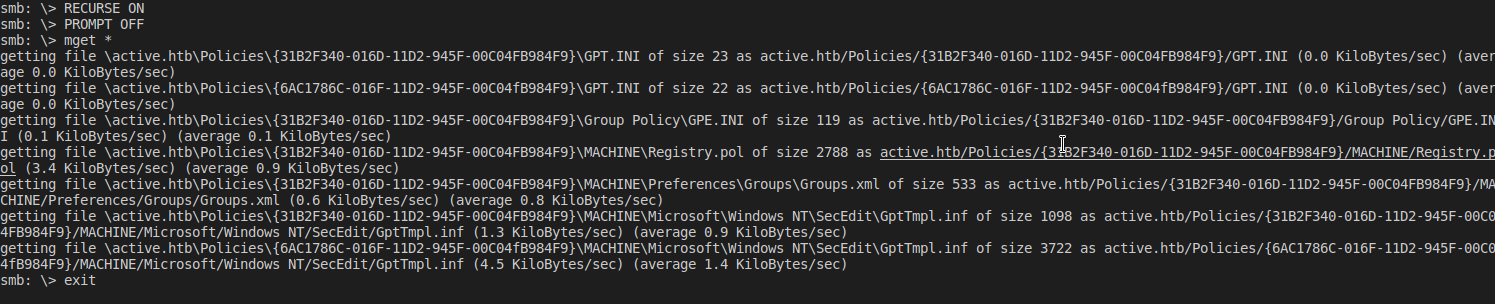 smb: \> RECURSE ON
smb: \> PROMPT OFF
smb: \> mget *
getting file \active.htb\Policies\{31B2F340-016D-11D2-945F-00C04FB984F9}\GPT.INI of size 23 as active.htb/Policies/{31B2F340-016D-11D2-945F-00C04FB984F9}/GPT.INI (0.0 KiloBytes/sec) (aver
age 0.0 KiloBytes/sec)
getting file \active.htb\Policies\{6AC1786C-016F-11D2-945F-00C04fB984F9}\GPT.INI of size 22 as active.htb/Policies/{6AC1786C-016F-11D2-945F-00C04fB984F9}/GPT.INI (0.0 KiloBytes/sec) (aver
age 0.0 KiloBytes/sec)
getting file \active.htb\Policies\{31B2F340-016D-11D2-945F-00C04FB984F9}\Group Policy\GPE.INI of size 119 as active.htb/Policies/{31B2F340-016D-11D2-945F-00C04FB984F9}/Group Policy/GPE.IN
I (0.1 KiloBytes/sec) (average 0.1 KiloBytes/sec)
getting file \active.htb\Policies\{31B2F340-016D-11D2-945F-00C04FB984F9}\MACHINE\Registry.pol of size 2788 as active.htb/Policies/{31B2F340-016D-11D2-945F-00C04FB984F9}/MACHINE/Registry.p
ol (3.4 KiloBytes/sec) (average 0.9 KiloBytes/sec)
getting file \active.htb\Policies\{31B2F340-016D-11D2-945F-00C04FB984F9}\MACHINE\Preferences\Groups\Groups.xml of size 533 as active.htb/Policies/{31B2F340-016D-11D2-945F-00C04FB984F9}/MA
CHINE/Preferences/Groups/Groups.xml (0.6 KiloBytes/sec) (average 0.8 KiloBytes/sec)
getting file \active.htb\Policies\{31B2F340-016D-11D2-945F-00C04FB984F9}\MACHINE\Microsoft\Windows NT\SecEdit\GptTmpl.inf of size 1098 as active.htb/Policies/{31B2F340-016D-11D2-945F-00C0
4FB984F9}/MACHINE/Microsoft/Windows NT/SecEdit/GptTmpl.inf (1.3 KiloBytes/sec) (average 0.9 KiloBytes/sec)
getting file \active.htb\Policies\{6AC1786C-016F-11D2-945F-00C04fB984F9}\MACHINE\Microsoft\Windows NT\SecEdit\GptTmpl.inf of size 3722 as active.htb/Policies/{6AC1786C-016F-11D2-945F-00C0
4fB984F9}/MACHINE/Microsoft/Windows NT/SecEdit/GptTmpl.inf (4.5 KiloBytes/sec) (average 1.4 KiloBytes/sec)
smb: \> exit